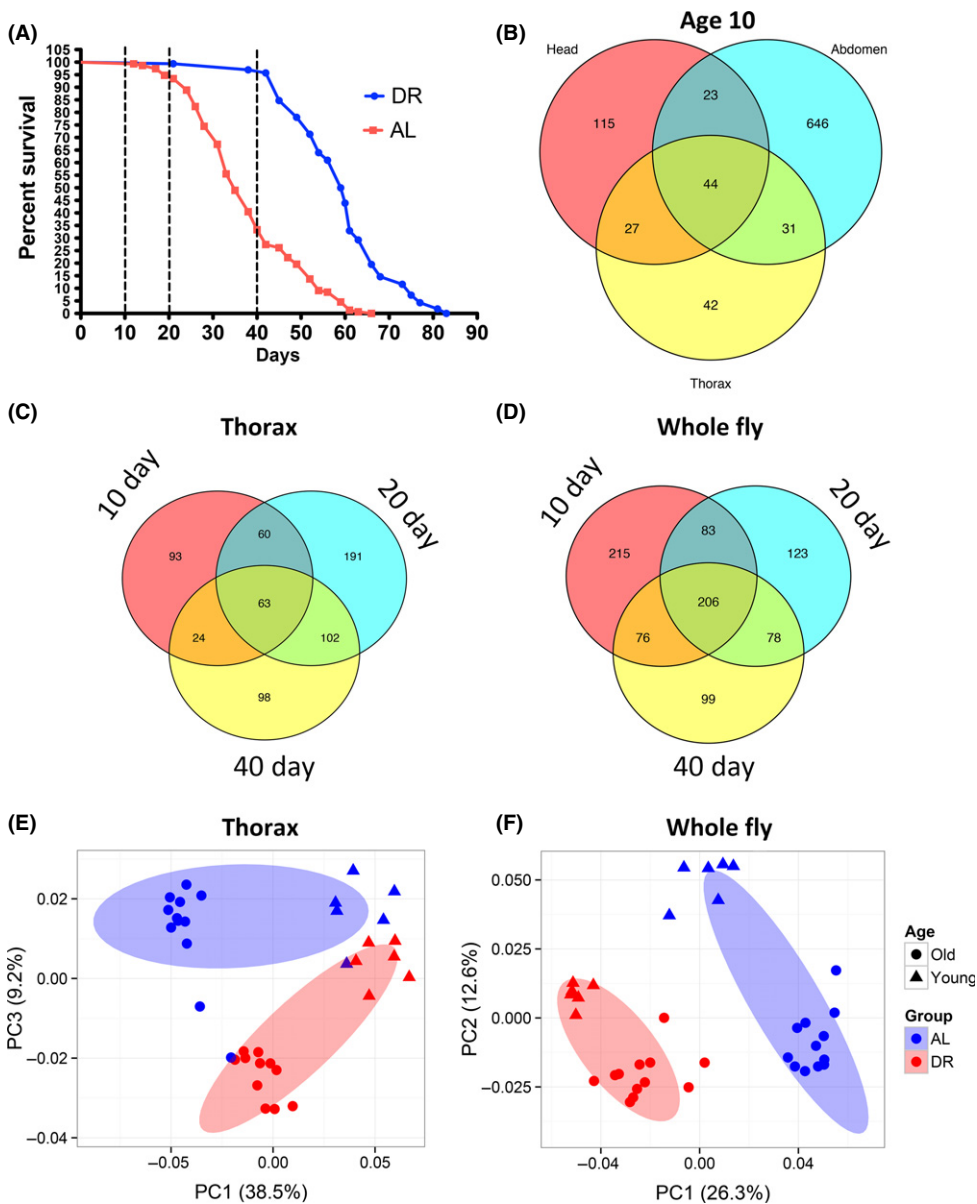 (A)
105
100
95
90
85
80
75
70
65
60
55
50
45
40
35
30
25
20
15
10
5
0
Percent survival
0 10 20 30 40 50 60 70 80 90
Days
DR
AL
(B)
Age 10
Head
Abdomen
115
23
646
44
27
31
42
Thorax
(C)
Thorax
10 day
20 day
60
93
191
63
24
102
98
40 day
(D)
Whole fly
10 day
20 day
83
215
123
206
76
78
99
40 day
(E)
Thorax
PC3 (9.2%)
0.02
0.00
−0.02
−0.04
−0.05 0.00 0.05
PC1 (38.5%)
(F)
Whole fly
PC2 (12.6%)
0.050
0.025
0.000
−0.025
−0.04 0.00 0.04
PC1 (26.3%)
Age
Old
Young
Group
AL
DR